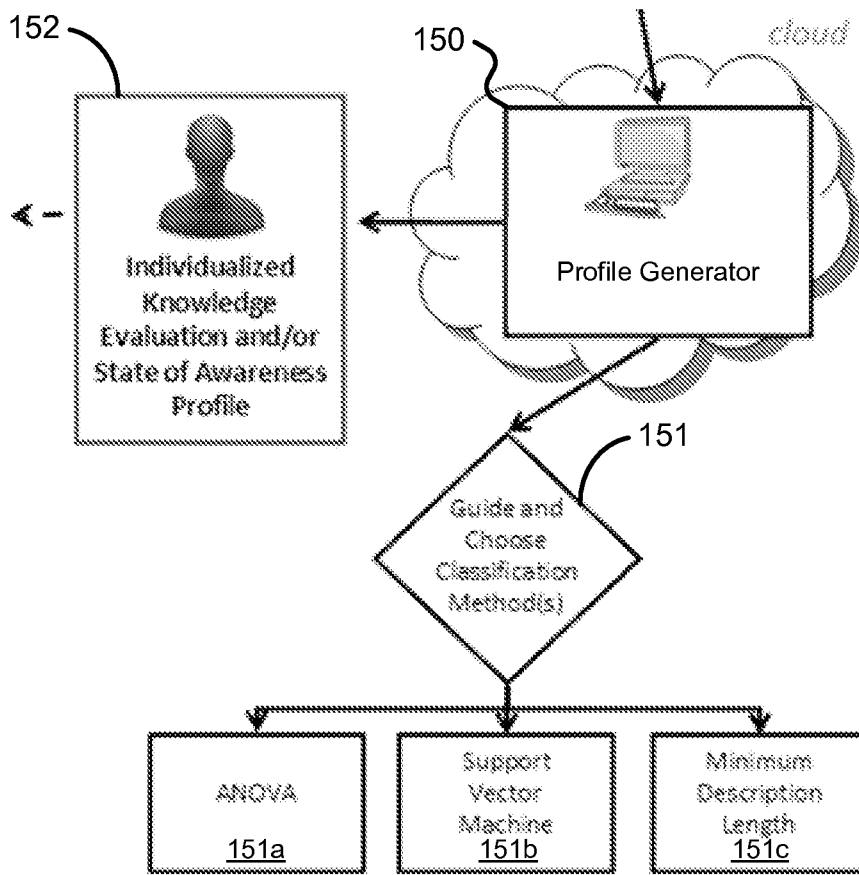 152
150
cloud
Profile Generator
Individualized
Knowledge
Evaluation and/or
State of Awareness
Profile
151
Guide and
Choose
Classification
Method(s)
ANOVA
151a
Support
Vector
Machine
151b
Minimum
Description
Length
151c